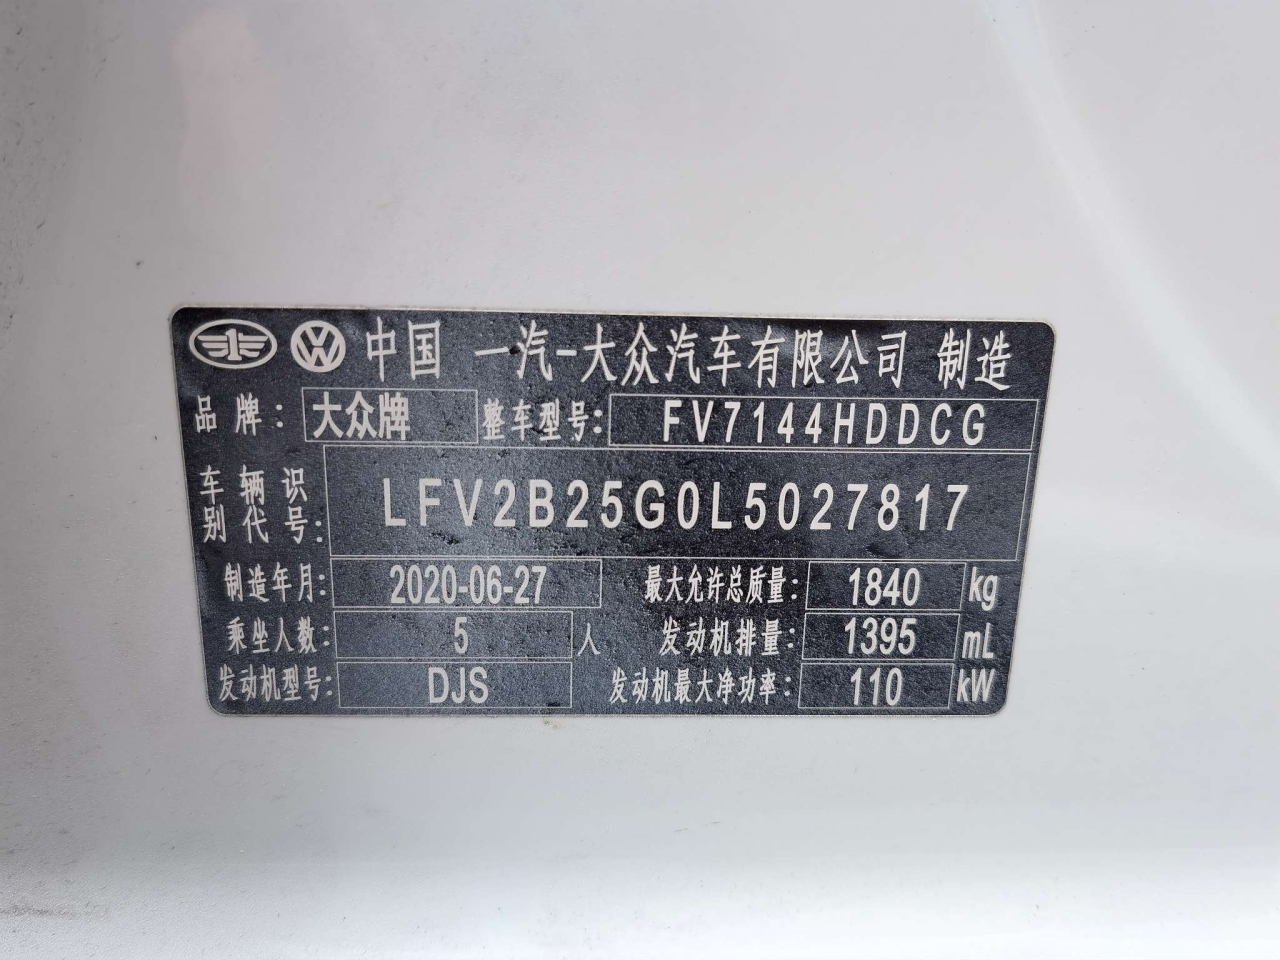 中国 一汽-大众汽车有限公司 制造
品牌: 大众牌 整车型号: FV7144HDDCG
车辆识别代号: LFV2B25G0L5027817
制造年月: 2020-06-27 最大允许总质量: 1840 kg
乘坐人数: 5 人 发动机排量: 1395 mL
发动机型号: DJS 发动机最大净功率: 110 kW